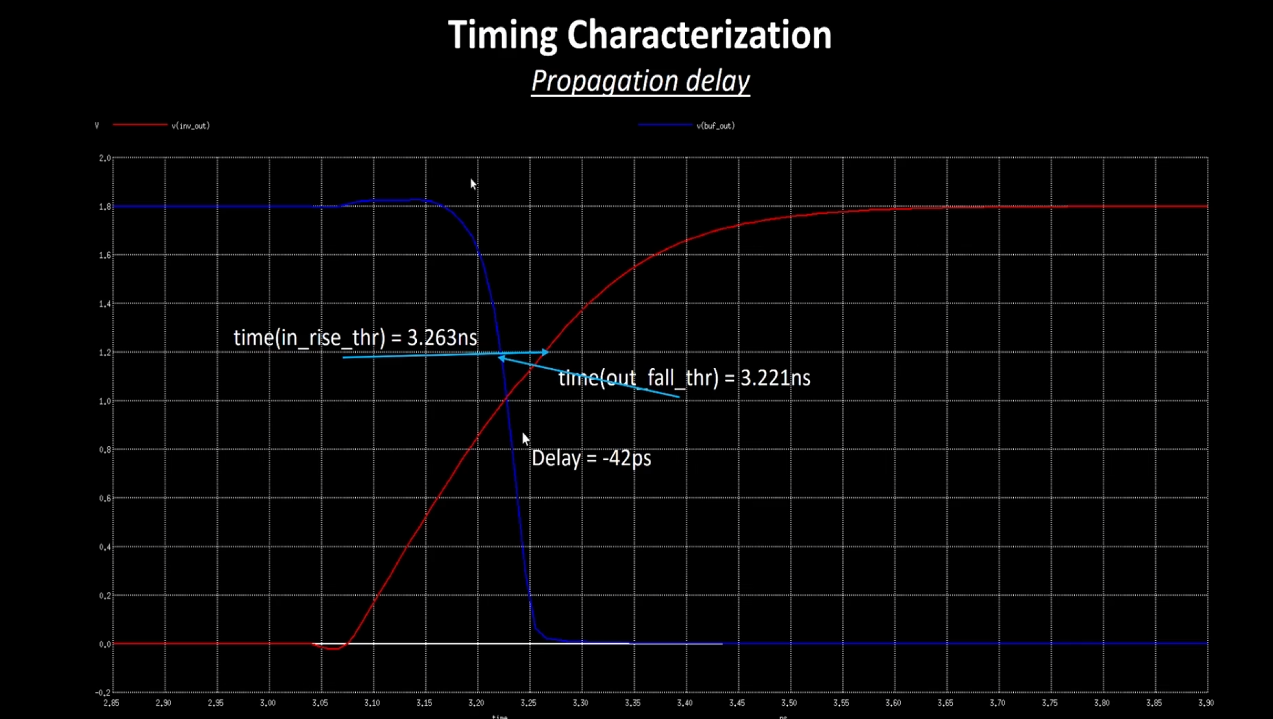 Timing Characterization
Propagation delay
V v(inv_out) v(buf_out)
2.0
1.8
1.6
1.4
time(in_rise_thr) = 3.263ns
1.2
time(out_fall_thr) = 3.221ns
1.0
0.8
Delay = -42ps
0.6
0.4
0.2
0.0
-0.2
2.85 2.90 2.95 3.00 3.05 3.10 3.15 3.20 3.25 3.30 3.35 3.40 3.45 3.50 3.55 3.60 3.65 3.70 3.75 3.80 3.85 3.90
time